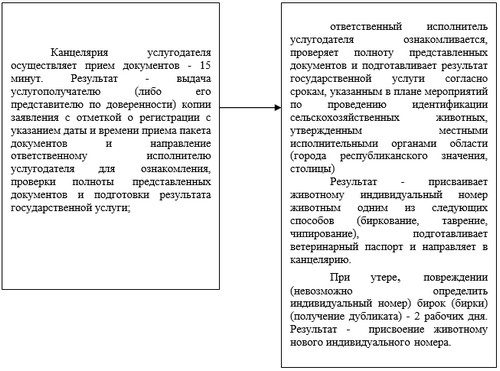 Канцелярия услугодателя
осуществляет прием документов - 15
минут. Результат - выдача
услугополучателю (либо его
представителю по доверенности) копии
заявления с отметкой о регистрации с
указанием даты и времени приема пакета
документов и направление
ответственному исполнителю
услугодателя для ознакомления,
проверки полноты представленных
документов и подготовки результата
государственной услуги;
ответственный исполнитель
услугодателя ознакомливается,
проверяет полноту представленных
документов и подготавливает результат
государственной услуги согласно
срокам, указанным в плане мероприятий
по проведению идентификации
сельскохозяйственных животных,
утвержденным местными
исполнительными органами области
(города республиканского значения,
столицы)
Результат - присваивает
животному индивидуальный номер
животным одним из следующих
способов (биркование, таврение,
чипирование), подготавливает
ветеринарный паспорт и направляет в
канцелярию.
При утере, повреждении
(невозможно определить
индивидуальный номер) бирок (бирки)
(получение дубликата) - 2 рабочих дня.
Результат - присвоение животному
нового индивидуального номера.